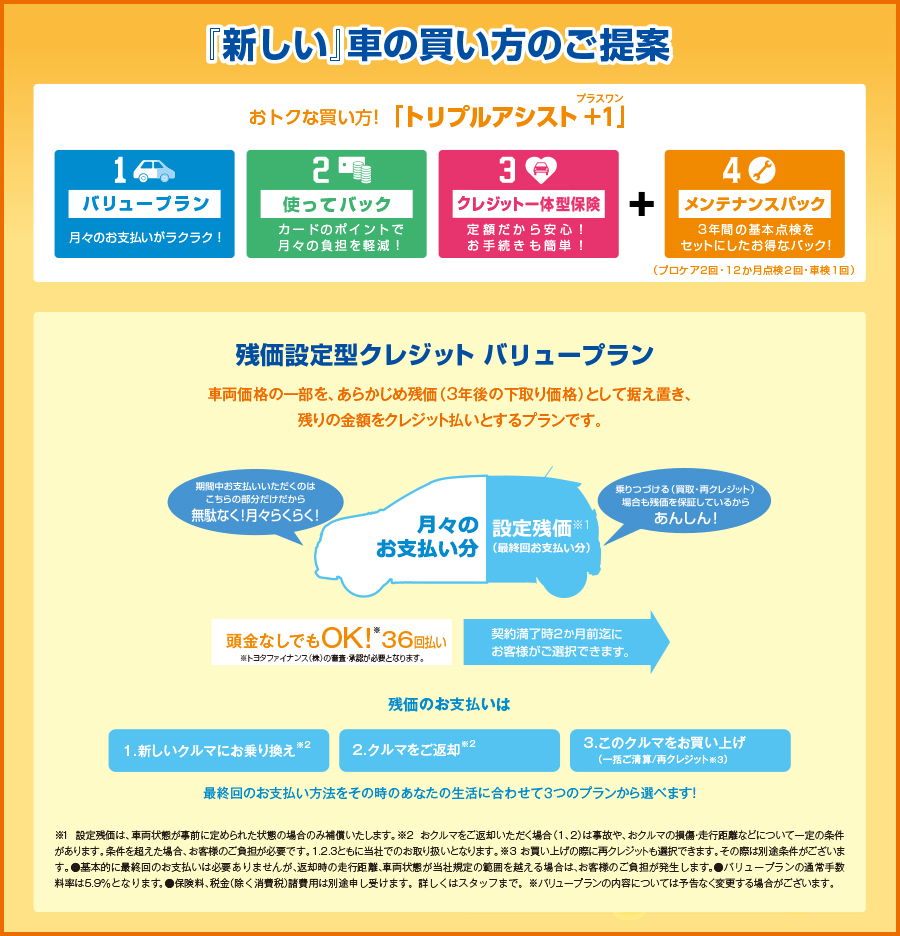 『新しい』車の買い方のご提案
プラスワン
おトクな買い方!「トリプルアシスト+1」
1
バリュープラン
月々のお支払いがラクラク!
2
使ってバック
カードのポイントで
月々の負担を軽減!
3
クレジット一体型保険
定額だから安心!
お手続きも簡単!
+
4
メンテナンスパック
3年間の基本点検を
セットにしたお得なパック!
(プロケア2回・12か月点検2回・車検1回)
残価設定型クレジット バリュープラン
車両価格の一部を、あらかじめ残価(3年後の下取り価格)として据え置き、
残りの金額をクレジット払いとするプランです。
期間中お支払いいただくのは
こちらの部分だけだから
無駄なく!月々らくらく!
月々の
お支払い分
設定残価※1
(最終回お支払い分)
乗りつづける(買取・再クレジット)
場合も残価を保証しているから
あんしん!
頭金なしでもOK!※36回払い
※トヨタファイナンス(株)の審査・承認が必要となります。
契約満了時2か月前迄に
お客様がご選択できます。
残価のお支払いは
1.新しいクルマにお乗り換え※2
2.クルマをご返却※2
3.このクルマをお買い上げ
(一括ご清算/再クレジット※3)
最終回のお支払い方法をその時のあなたの生活に合わせて3つのプランから選べます!
※1 設定残価は、車両状態が事前に定められた状態の場合のみ補償いたします。※2 おクルマをご返却いただく場合(1、2)は事故や、おクルマの損傷・走行距離などについて一定の条件
があります。条件を超えた場合、お客様のご負担が必要です。1.2.3ともに当社でのお取り扱いとなります。※3 お買い上げの際に再クレジットも選択できます。その際は別途条件がございま
す。●基本的に最終回のお支払いは必要ありませんが、返却時の走行距離、車両状態が当社規定の範囲を越える場合は、お客様のご負担が発生します。●バリュープランの通常手数
料率は5.9%となります。●保険料、税金(除く消費税)諸費用は別途申し受けます。 詳しくはスタッフまで。 ※バリュープランの内容については予告なく変更する場合がございます。